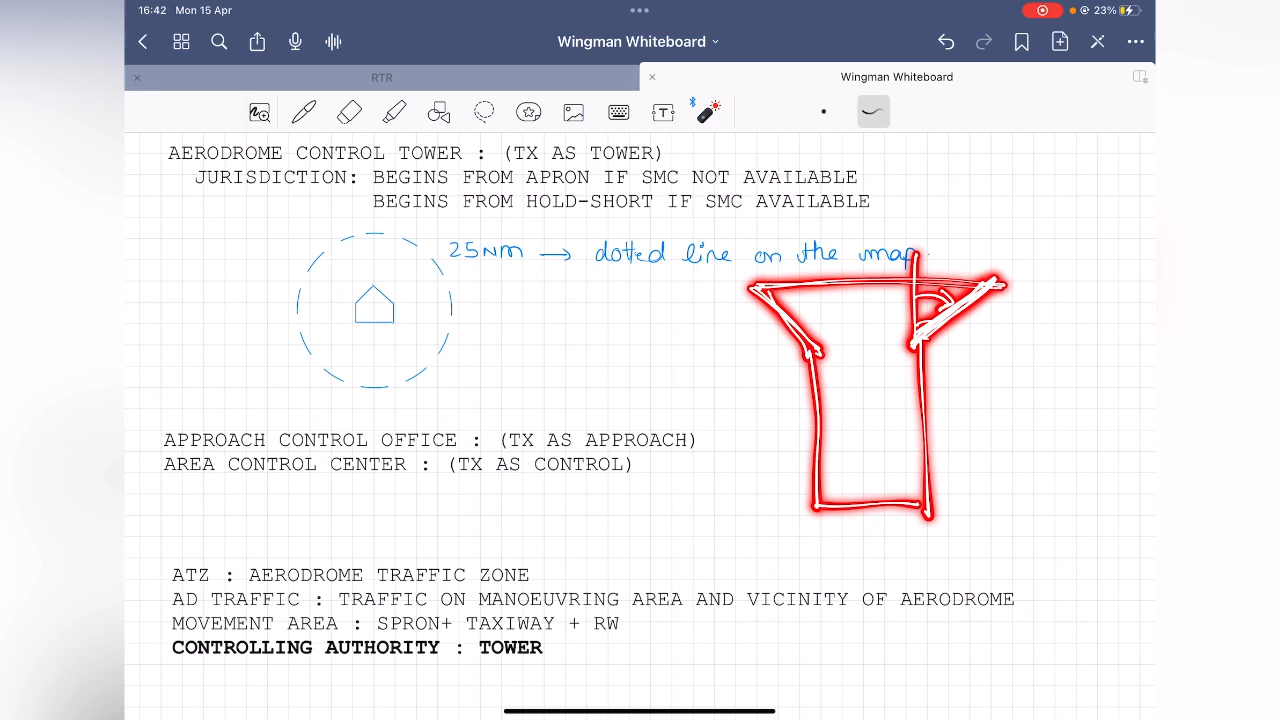 16:42 Mon 15 Apr
23%
Wingman Whiteboard
RTR
Wingman Whiteboard
AERODROME CONTROL TOWER : (TX AS TOWER)
JURISDICTION: BEGINS FROM APRON IF SMC NOT AVAILABLE
BEGINS FROM HOLD-SHORT IF SMC AVAILABLE
25NM → dotted line on the map.
APPROACH CONTROL OFFICE : (TX AS APPROACH)
AREA CONTROL CENTER : (TX AS CONTROL)
ATZ : AERODROME TRAFFIC ZONE
AD TRAFFIC : TRAFFIC ON MANOEUVRING AREA AND VICINITY OF AERODROME
MOVEMENT AREA : SPRON+ TAXIWAY + RW
CONTROLLING AUTHORITY : TOWER